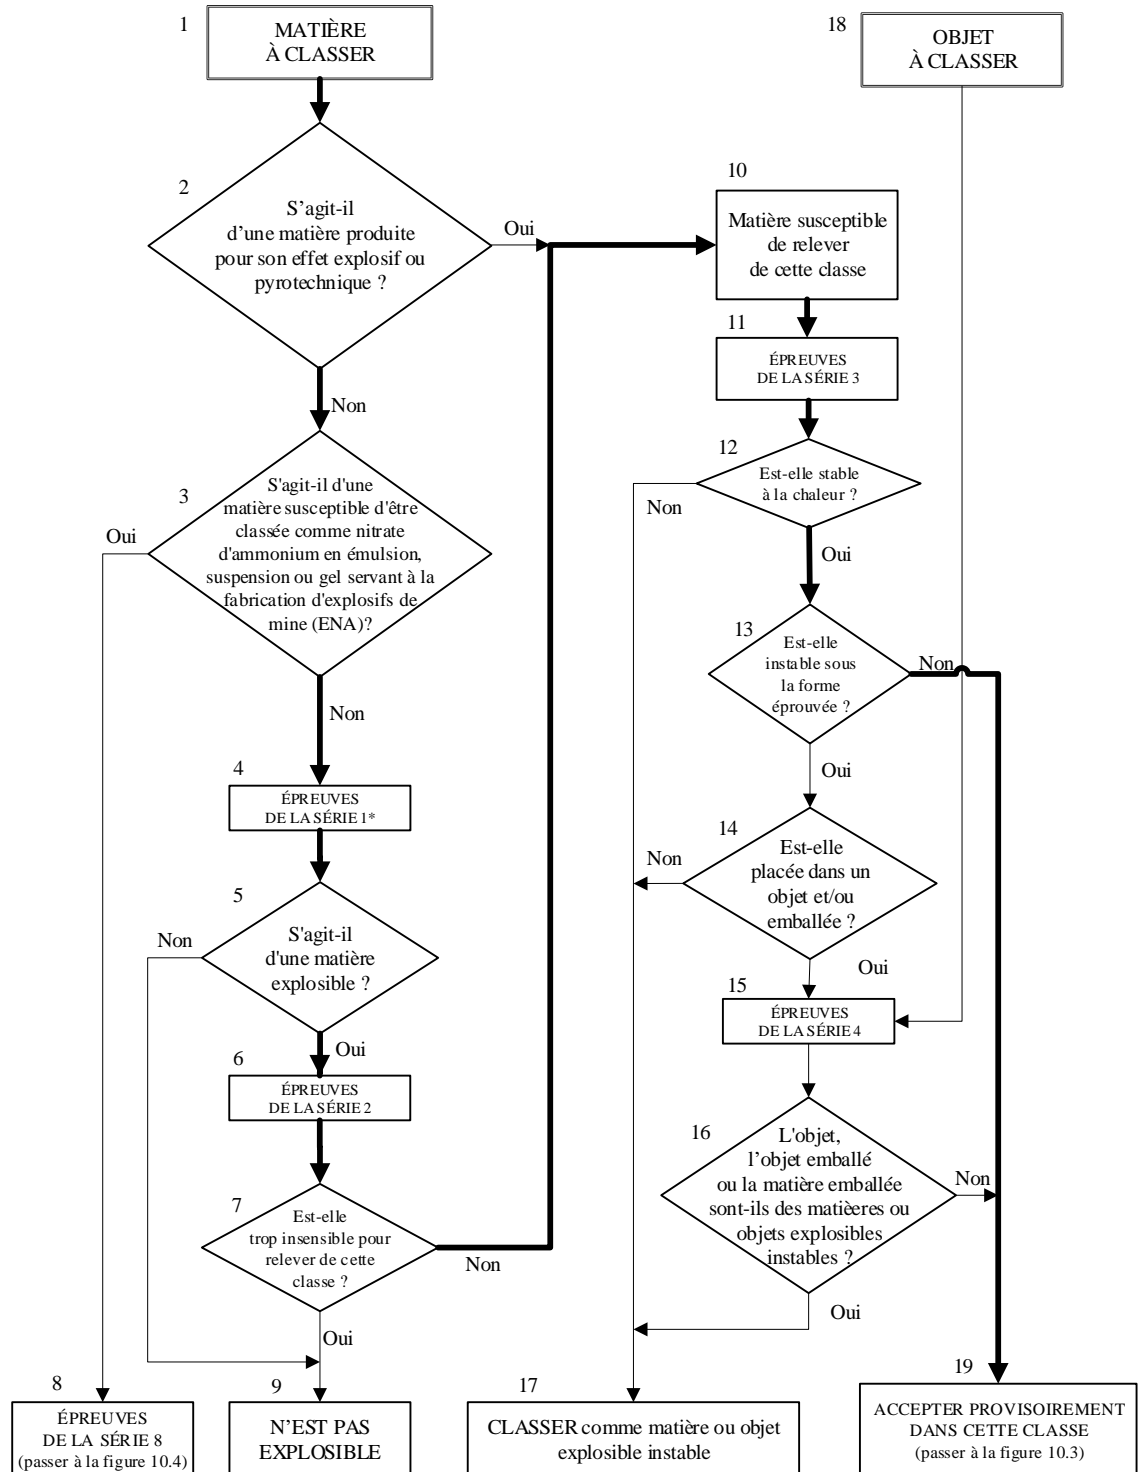 1
MATIÈRE
À CLASSER
18
OBJET
À CLASSER
2
S’agit-il
d’une matière produite
pour son effet explosif ou
pyrotechnique ?
Oui
10
Matière susceptible
de relever
de cette classe
11
ÉPREUVES
DE LA SÉRIE 3
Non
12
Est-elle stable
à la chaleur ?
Non
Oui
3
S'agit-il d'une
matière susceptible d'être
classée comme nitrate
d'ammonium en émulsion,
suspension ou gel servant à la
fabrication d'explosifs de
mine (ENA)?
Oui
Non
13
Est-elle
instable sous
la forme
éprouvée ?
Non
Oui
4
ÉPREUVES
DE LA SÉRIE 1*
14
Est-elle
placée dans un
objet et/ou
emballée ?
Non
Oui
5
S'agit-il
d'une matière
explosible ?
Non
Oui
15
ÉPREUVES
DE LA SÉRIE 4
6
ÉPREUVES
DE LA SÉRIE 2
16
L'objet,
l’objet emballé
ou la matière emballée
sont-ils des matièeres ou
objets explosibles
instables ?
Non
Oui
7
Est-elle
trop insensible pour
relever de cette
classe ?
Non
Oui
8
ÉPREUVES
DE LA SÉRIE 8
(passer à la figure 10.4)
9
N’EST PAS
EXPLOSIBLE
17
CLASSER comme matière ou objet
explosible instable
19
ACCEPTER PROVISOIREMENT
DANS CETTE CLASSE
(passer à la figure 10.3)